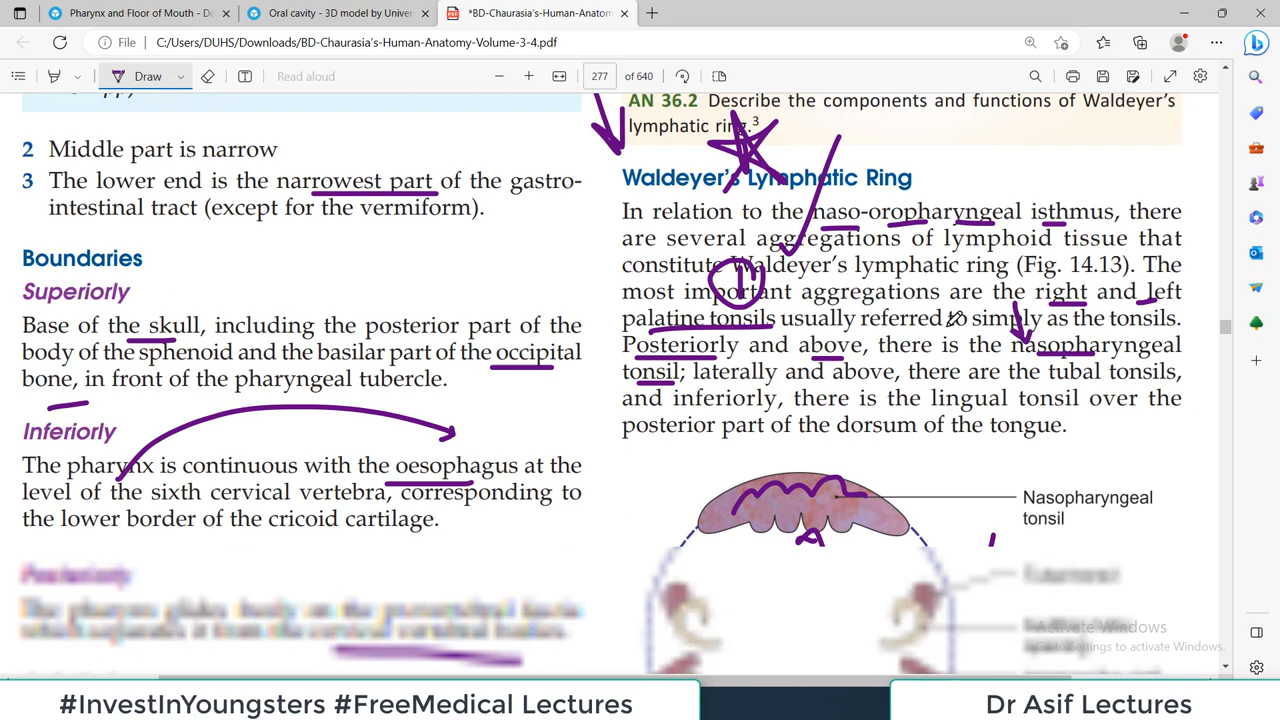 Pharynx and Floor of Mouth - D
Oral cavity - 3D model by Univer
*BD-Chaurasia's-Human-Anatomy
File
C:/Users/DUHS/Downloads/BD-Chaurasia's-Human-Anatomy-Volume-3-4.pdf
Draw
Read aloud
277 of 640
2 Middle part is narrow
3 The lower end is the narrowest part of the gastro-
intestinal tract (except for the vermiform).
Boundaries
Superiorly
Base of the skull, including the posterior part of the
body of the sphenoid and the basilar part of the occipital
bone, in front of the pharyngeal tubercle.
Inferiorly
The pharynx is continuous with the oesophagus at the
level of the sixth cervical vertebra, corresponding to
the lower border of the cricoid cartilage.
Posteriorly
The pharynx glides
AN 36.2 Describe the components and functions of Waldeyer's
lymphatic ring.3
Waldeyer's Lymphatic Ring
In relation to the naso-oropharyngeal isthmus, there
are several aggregations of lymphoid tissue that
constitute Waldeyer's lymphatic ring (Fig. 14.13). The
most important aggregations are the right and left
palatine tonsils usually referred to simply as the tonsils.
Posteriorly and above, there is the nasopharyngeal
tonsil; laterally and above, there are the tubal tonsils,
and inferiorly, there is the lingual tonsil over the
posterior part of the dorsum of the tongue.
1
Nasopharyngeal
tonsil
Activate Windows
Go to Settings to activate Windows.
#InvestInYoungsters #FreeMedical Lectures
Dr Asif Lectures